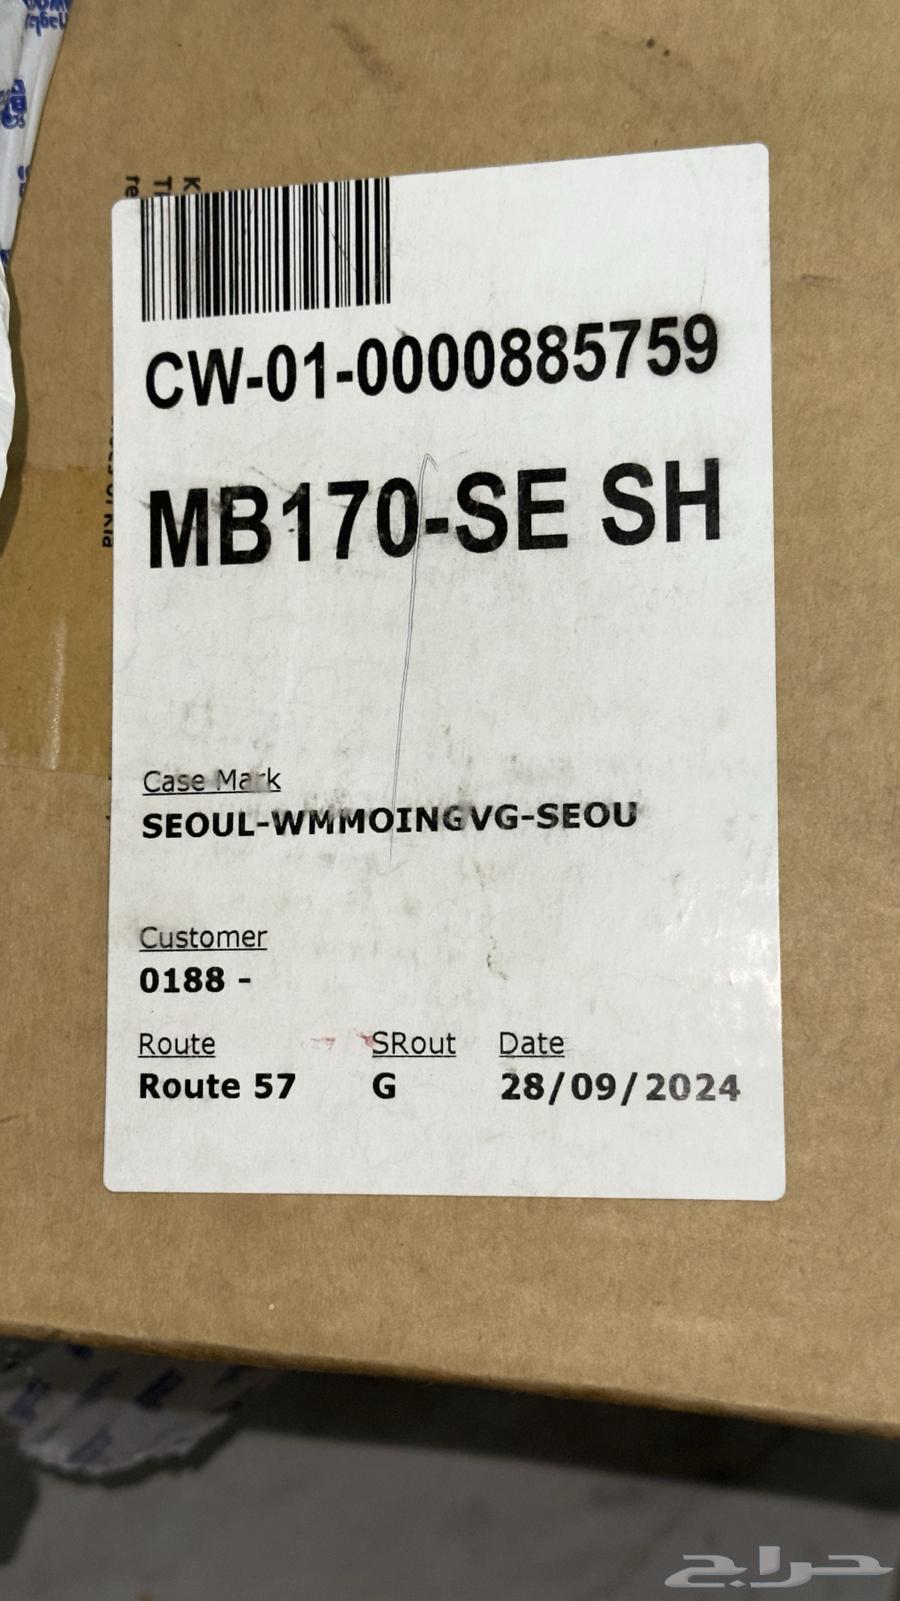 CW-01-0000885759
MB170-SE SH
Case Mark
SEOUL-WMMOINGVG-SEOU
Customer
0188 -
Route SRout Date
Route 57 G 28/09/2024
حراج